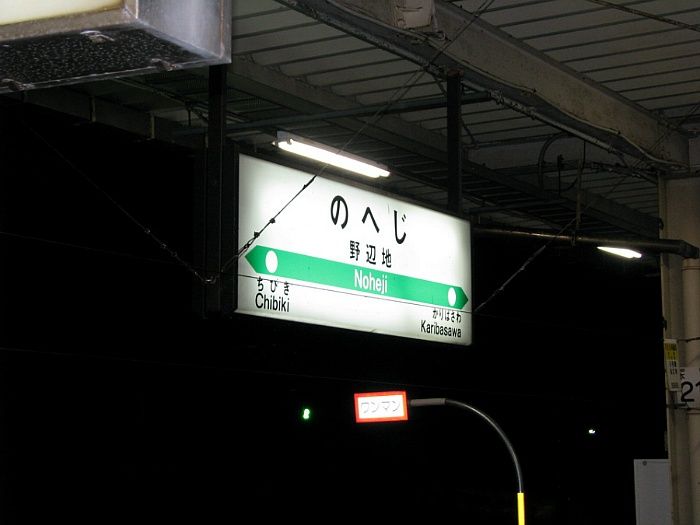 のへじ
野辺地
Noheji
ちびき
Chibiki
かりばさわ
Karibasawa
ワンマン
21